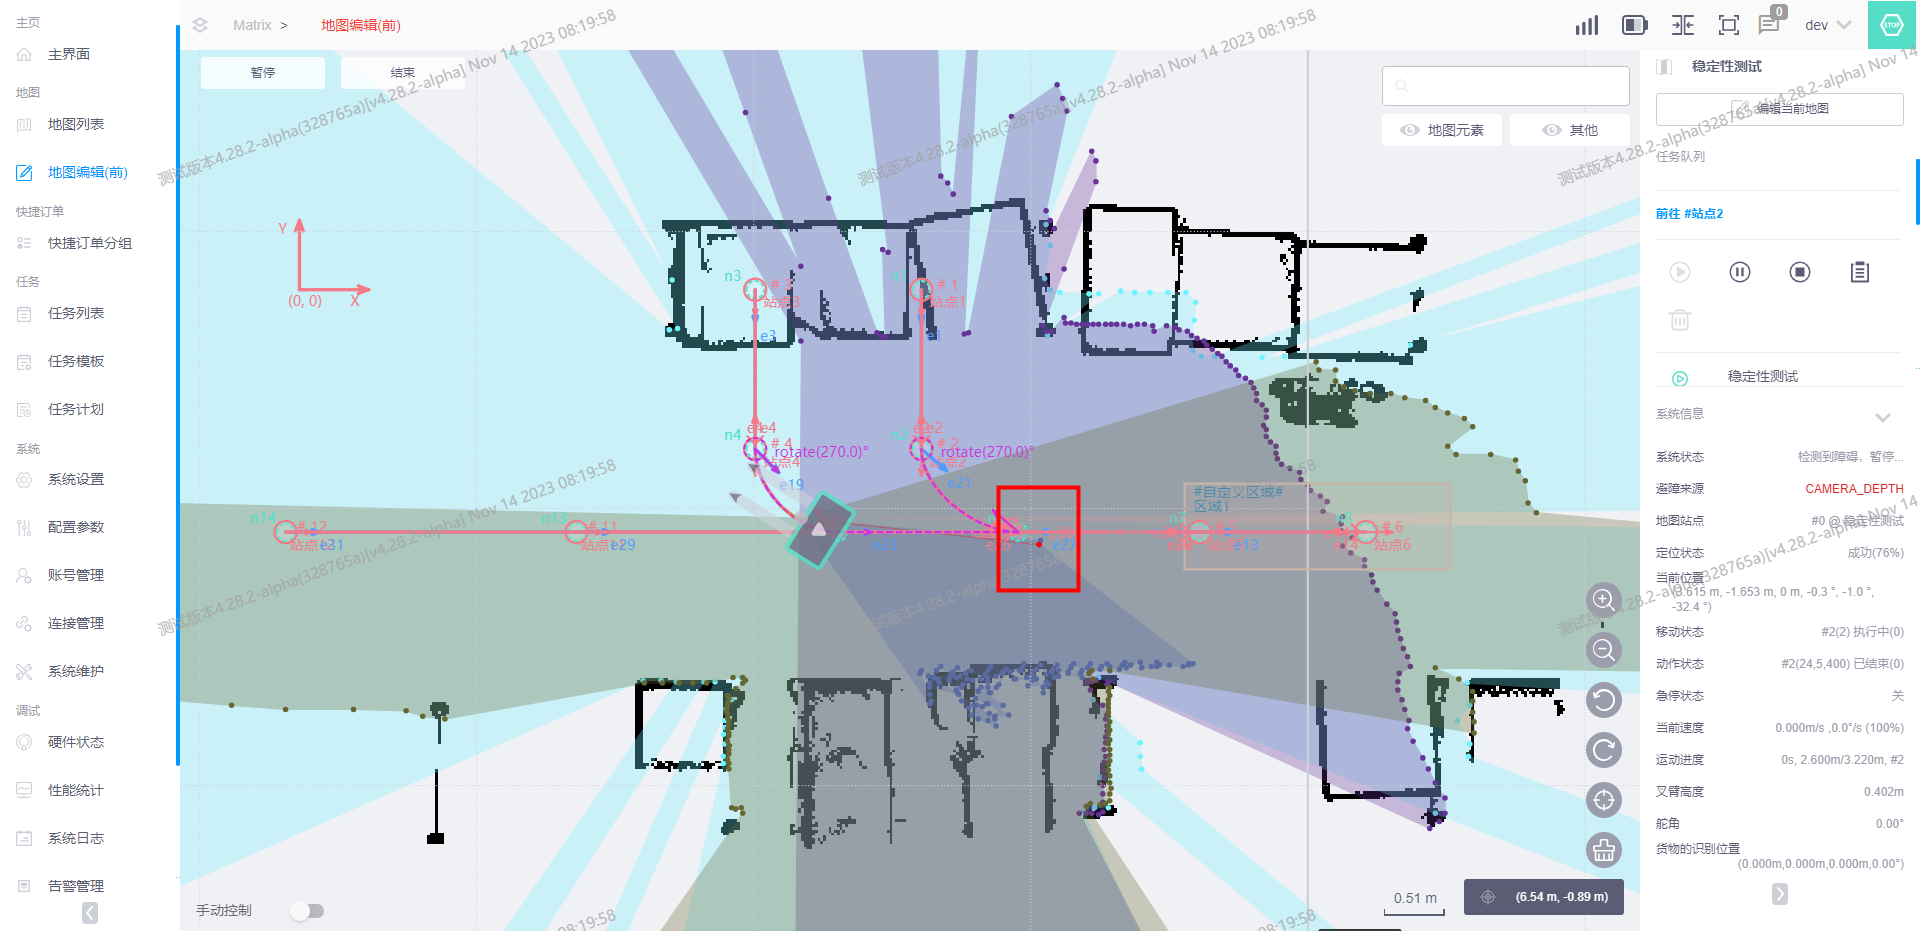 主页
主界面
地图
地图列表
地图编辑(前)
快捷订单
快捷订单分组
任务
任务列表
任务模板
任务计划
系统
系统设置
配置参数
账号管理
连接管理
系统维护
调试
硬件状态
性能统计
系统日志
告警管理
Matrix > 地图编辑(前)
0
dev
STOP
暂停
结束
地图元素
其他
测试版本4.28.2-alpha(328765a)[v4.28.2-alpha] Nov 14 2023 08:19:58
Y
(0, 0)
X
n3
# 3
站点3
e3
n1
# 1
站点1
e1
e4
n4
# 4
rotate(270.0)°
站点4
e19
e2
n2
# 2
rotate(270.0)°
站点2
e21
#自定义区域#
区域1
n14
# 12
e31
n13
# 11
e29
n7
e13
# 6
站点6
手动控制
0.51 m
(6.54 m, -0.89 m)
稳定性测试
编辑当前地图
任务队列
前往 #站点2
稳定性测试
系统信息
系统状态
检测到障碍，暂停...
避障来源
CAMERA_DEPTH
地图站点
#0 @ 稳定性测试
定位状态
成功(76%)
当前位置
(3.615 m, -1.653 m, 0 m, -0.3 °, -1.0 °,
-32.4 °)
移动状态
#2(2) 执行中(0)
动作状态
#2(24,5,400) 已结束(0)
急停状态
关
当前速度
0.000m/s ,0.0°/s (100%)
运动进度
0s, 2.600m/3.220m, #2
叉臂高度
0.402m
舵角
0.00°
货物的识别位置
(0.000m,0.000m,0.000m,0.00°)